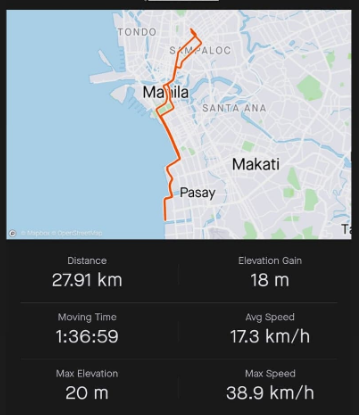 TONDO
SAMPALOC
Manila
SANTA ANA
Makati
Pasay
Ta
© Mapbox © OpenStreetMap
Distance
Elevation Gain
27.91 km
18 m
Moving Time
Avg Speed
1:36:59
17.3 km/h
Max Elevation
Max Speed
20 m
38.9 km/h